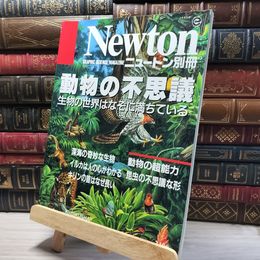 Newton
GRAPHIC SCIENCE MAGAZINE ニュートン別冊
動物の不思議
生物の世界はなぞに満ちている
深海の奇妙な生物
イルカは人の心がわかる
キリンの首はなぜ長い
動物の超能力
昆虫の不思議な形